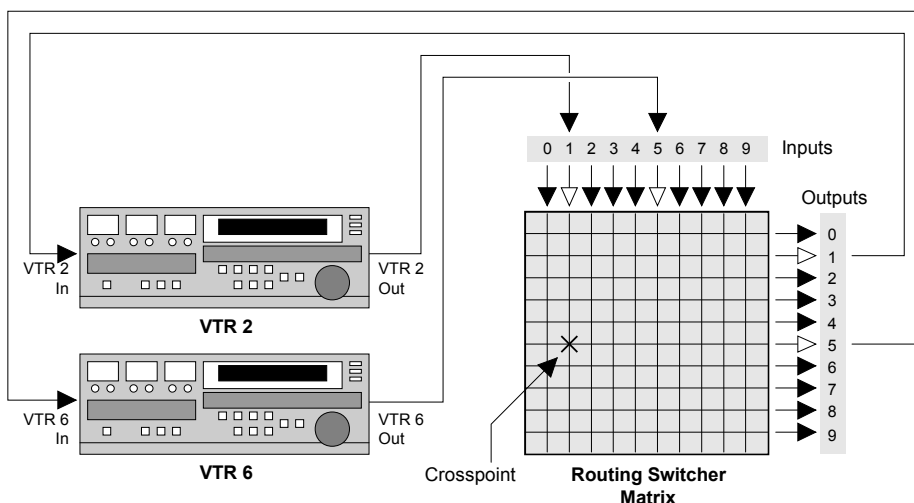 0 1 2 3 4 5 6 7 8 9 Inputs
Outputs
0
1
2
3
4
5
6
7
8
9
VTR 2
In
VTR 2
Out
VTR 2
VTR 6
In
VTR 6
Out
VTR 6
Crosspoint
Routing Switcher
Matrix